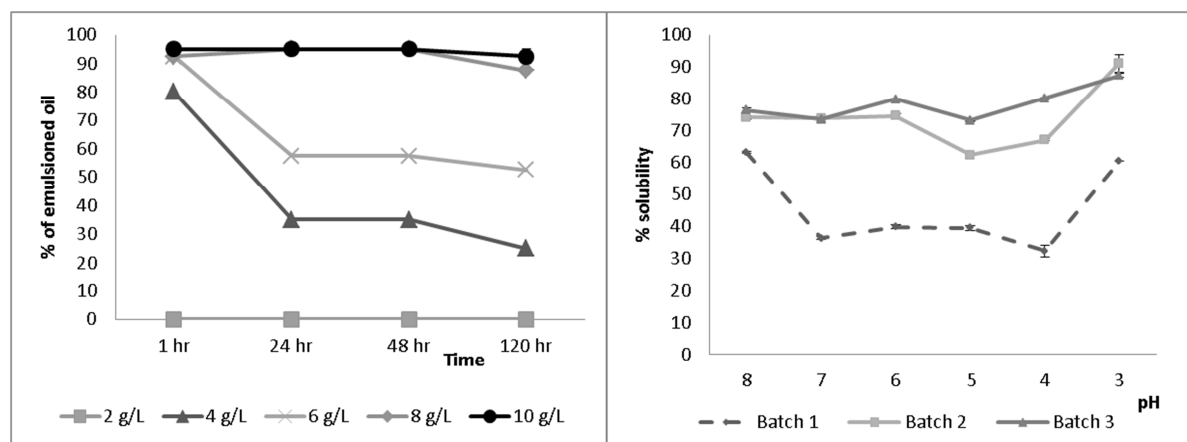 100
90
80
70
60
50
40
30
20
10
0
% of emulsioned oil
1 hr 24 hr 48 hr 120 hr
Time
2 g/L 4 g/L 6 g/L 8 g/L 10 g/L
100
90
80
70
60
50
40
30
20
10
0
% solubility
8 7 6 5 4 3
pH
Batch 1 Batch 2 Batch 3